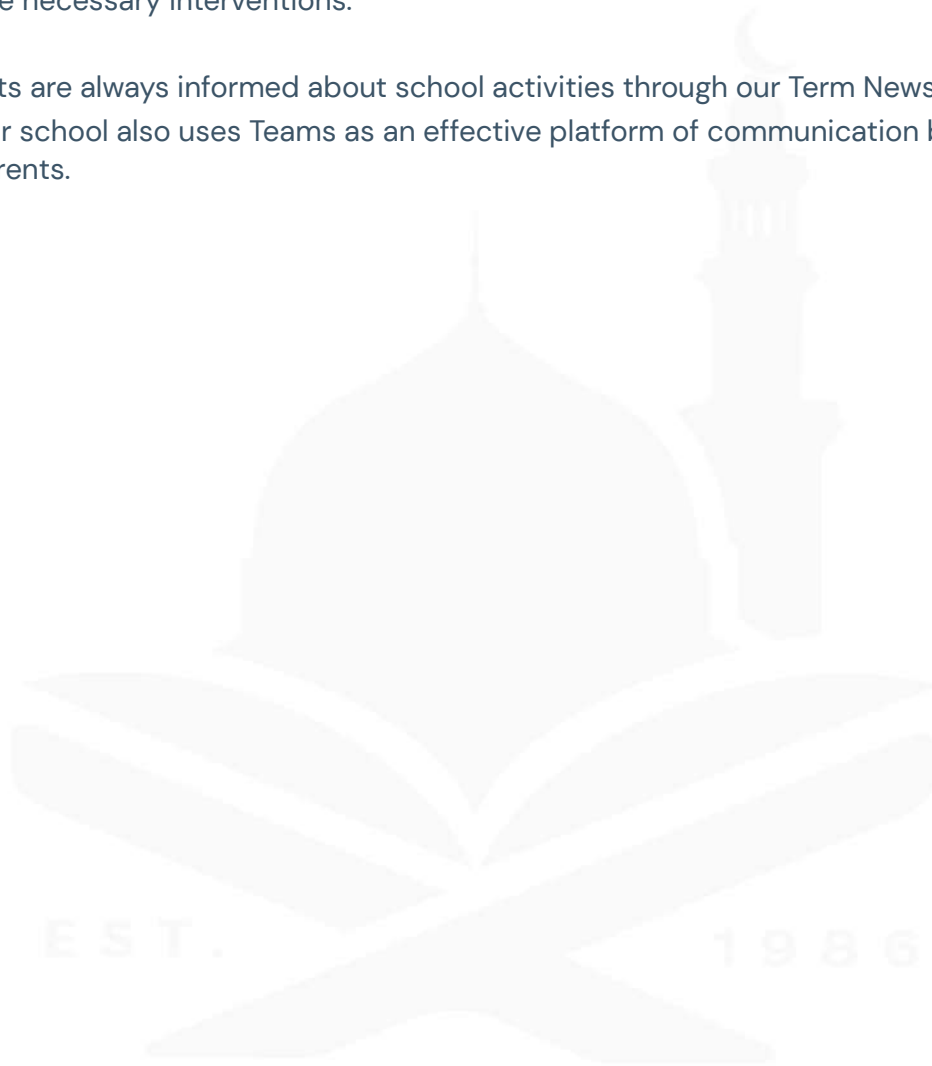 e necessary interventions.
ts are always informed about school activities through our Term News
r school also uses Teams as an effective platform of communication b
rents.
EST. 1986